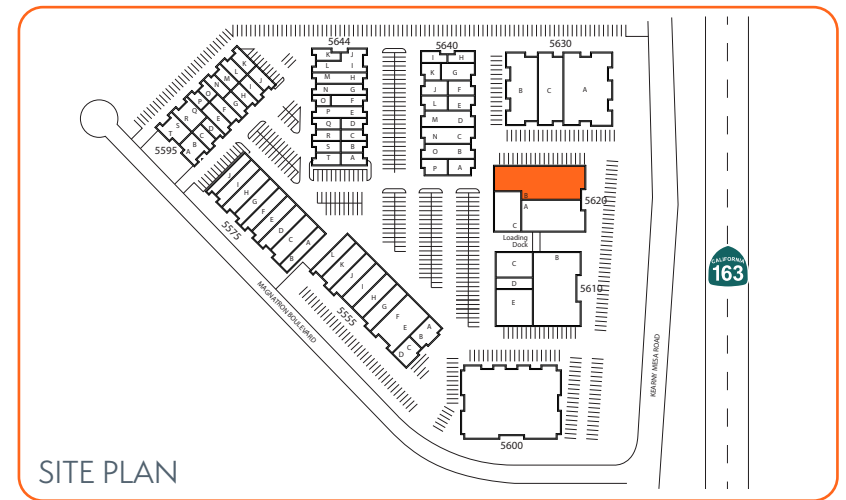 5644
K J
L I
M H
N G
O F
P E
Q D
R C
S B
T A
5640
I H
K G
J F
L E
M D
N C
O B
P A
5630
B C A
5595
K
L J
M I
N H
O G
P F
Q E
R D
S C
T B
A
5620
B
A
C
Loading
Dock
5610
C B
D
E
5575
J
I
H
G
F
E
D
C A
B
5555
L
K
J
I
H
G
F
E A
B
C
D
5600
MAGNATRON BOULEVARD
KEARNY MESA ROAD
CALIFORNIA
163
SITE PLAN